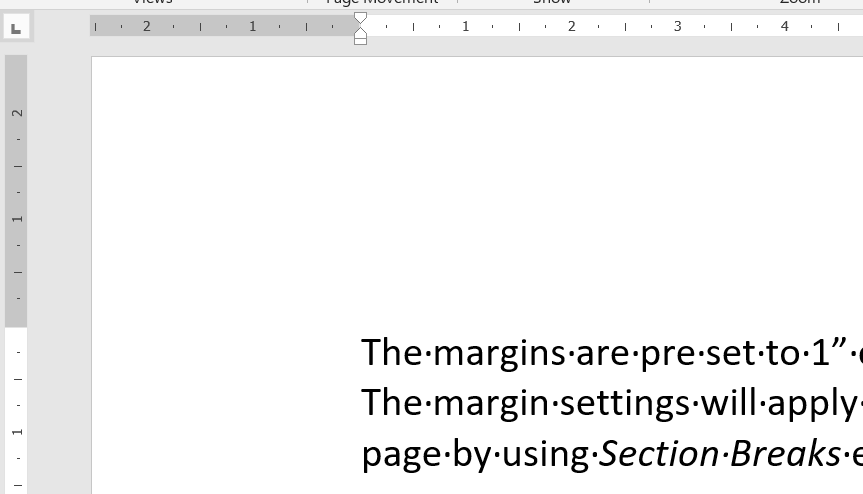 Views Page Movement Show Zoom
2 1 1 2 3 4
2
1
1
The·margins·are·pre·set·to·1”·
The·margin·settings·will·apply·
page·by·using·Section·Breaks·e